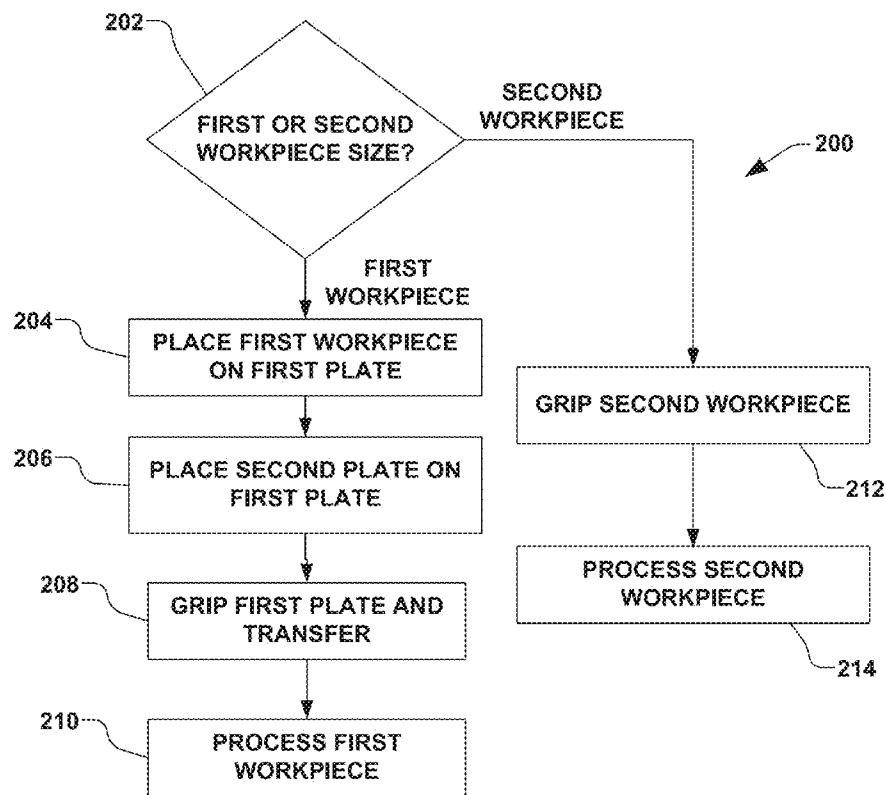 202
FIRST OR SECOND
WORKPIECE SIZE?
SECOND
WORKPIECE
200
FIRST
WORKPIECE
204
PLACE FIRST WORKPIECE
ON FIRST PLATE
206
PLACE SECOND PLATE ON
FIRST PLATE
208
GRIP FIRST PLATE AND
TRANSFER
210
PROCESS FIRST
WORKPIECE
GRIP SECOND WORKPIECE
212
PROCESS SECOND
WORKPIECE
214